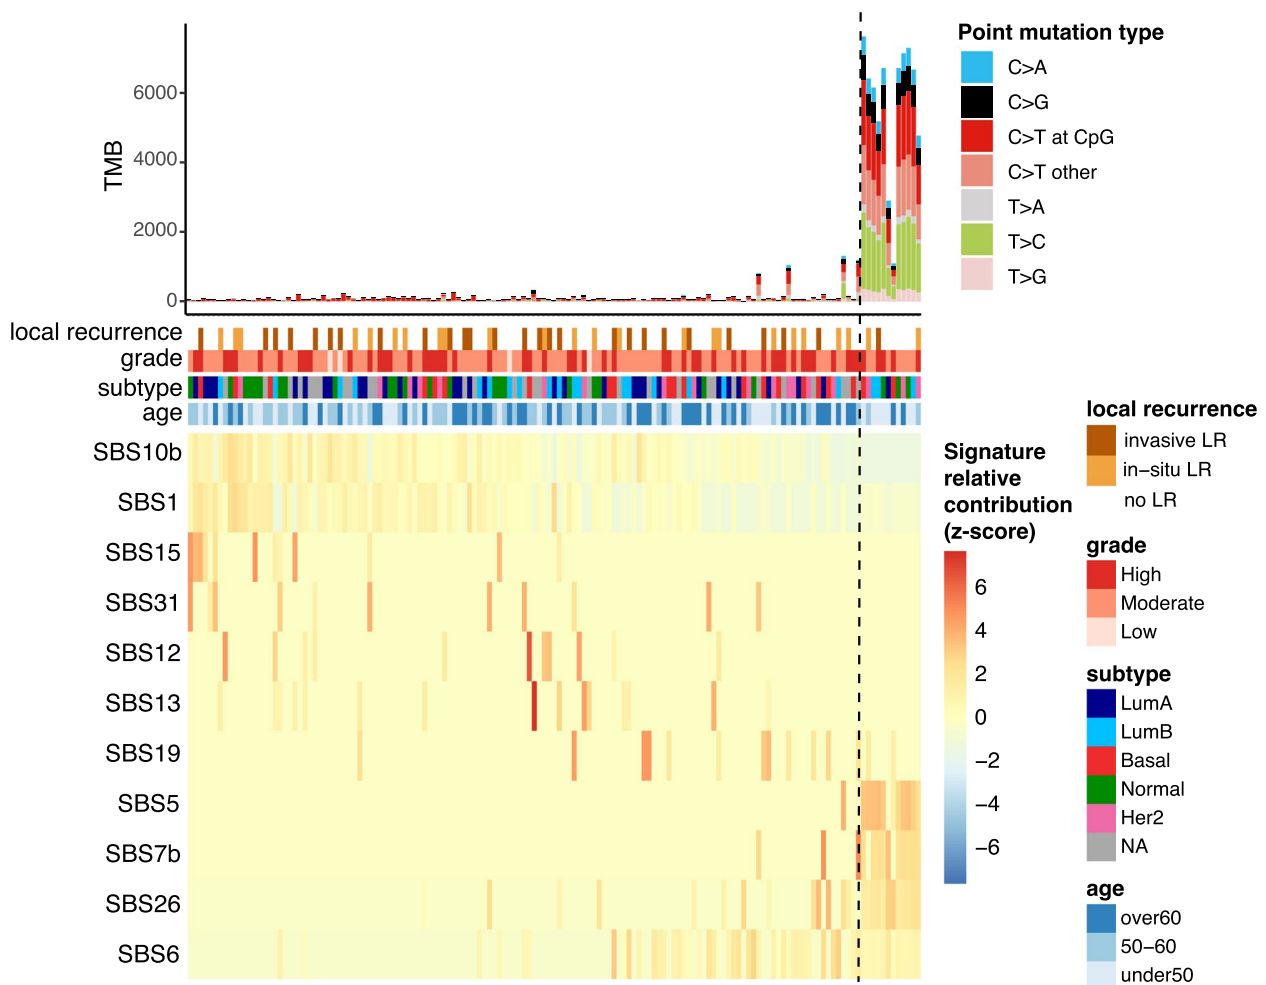 TMB
6000
4000
2000
0
Point mutation type
C>A
C>G
C>T at CpG
C>T other
T>A
T>C
T>G
local recurrence
grade
subtype
age
SBS10b
SBS1
SBS15
SBS31
SBS12
SBS13
SBS19
SBS5
SBS7b
SBS26
SBS6
Signature
relative
contribution
(z-score)
6
4
2
0
−2
−4
−6
local recurrence
invasive LR
in−situ LR
no LR
grade
High
Moderate
Low
subtype
LumA
LumB
Basal
Normal
Her2
NA
age
over60
50−60
under50